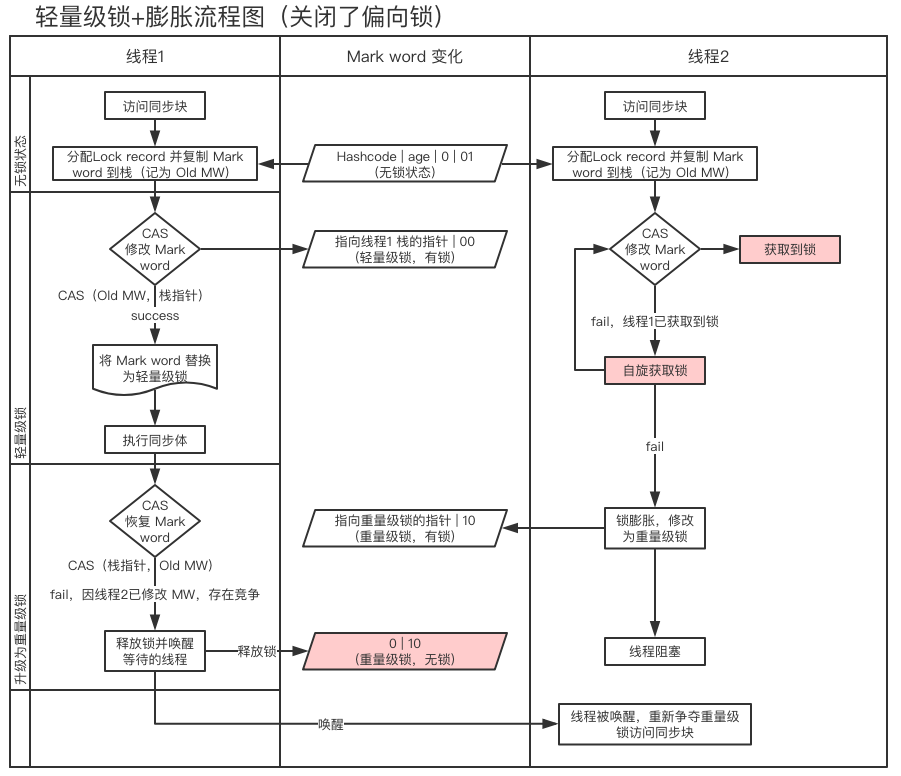 轻量级锁+膨胀流程图（关闭了偏向锁）
线程1
Mark word 变化
线程2
无锁状态
访问同步块
访问同步块
分配Lock record 并复制 Mark
word 到栈（记为 Old MW）
Hashcode | age | 0 | 01
（无锁状态）
分配Lock record 并复制 Mark
word 到栈（记为 Old MW）
轻量级锁
CAS
修改 Mark
word
指向线程1 栈的指针 | 00
（轻量级锁，有锁）
CAS
修改 Mark
word
获取到锁
CAS（Old MW，栈指针）
success
fail，线程1已获取到锁
将 Mark word 替换
为轻量级锁
自旋获取锁
执行同步体
fail
升级为重量级锁
CAS
恢复 Mark
word
指向重量级锁的指针 | 10
（重量级锁，有锁）
锁膨胀，修改
为重量级锁
CAS（栈指针，Old MW）
fail，因线程2已修改 MW，存在竞争
释放锁并唤醒
等待的线程
释放锁
0 | 10
（重量级锁，无锁）
线程阻塞
唤醒
线程被唤醒，重新争夺重量级
锁访问同步块